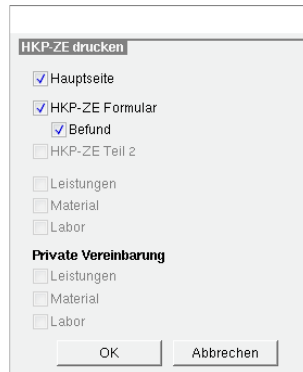 HKP-ZE drucken
Hauptseite
HKP-ZE Formular
Befund
HKP-ZE Teil 2
Leistungen
Material
Labor
Private Vereinbarung
Leistungen
Material
Labor
OK Abbrechen